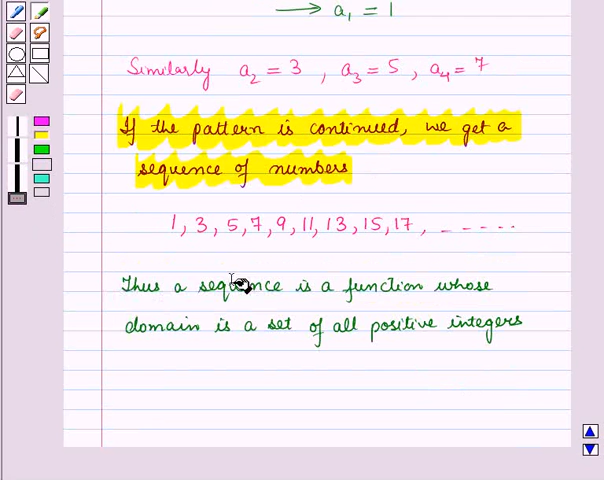 ⟶ a₁ = 1
Similarly a₂ = 3 , a₃ = 5 , a₄ = 7
If the pattern is continued, we get a
sequence of numbers
1, 3, 5, 7, 9, 11, 13, 15, 17, ------
Thus a sequence is a function whose
domain is a set of all positive integers